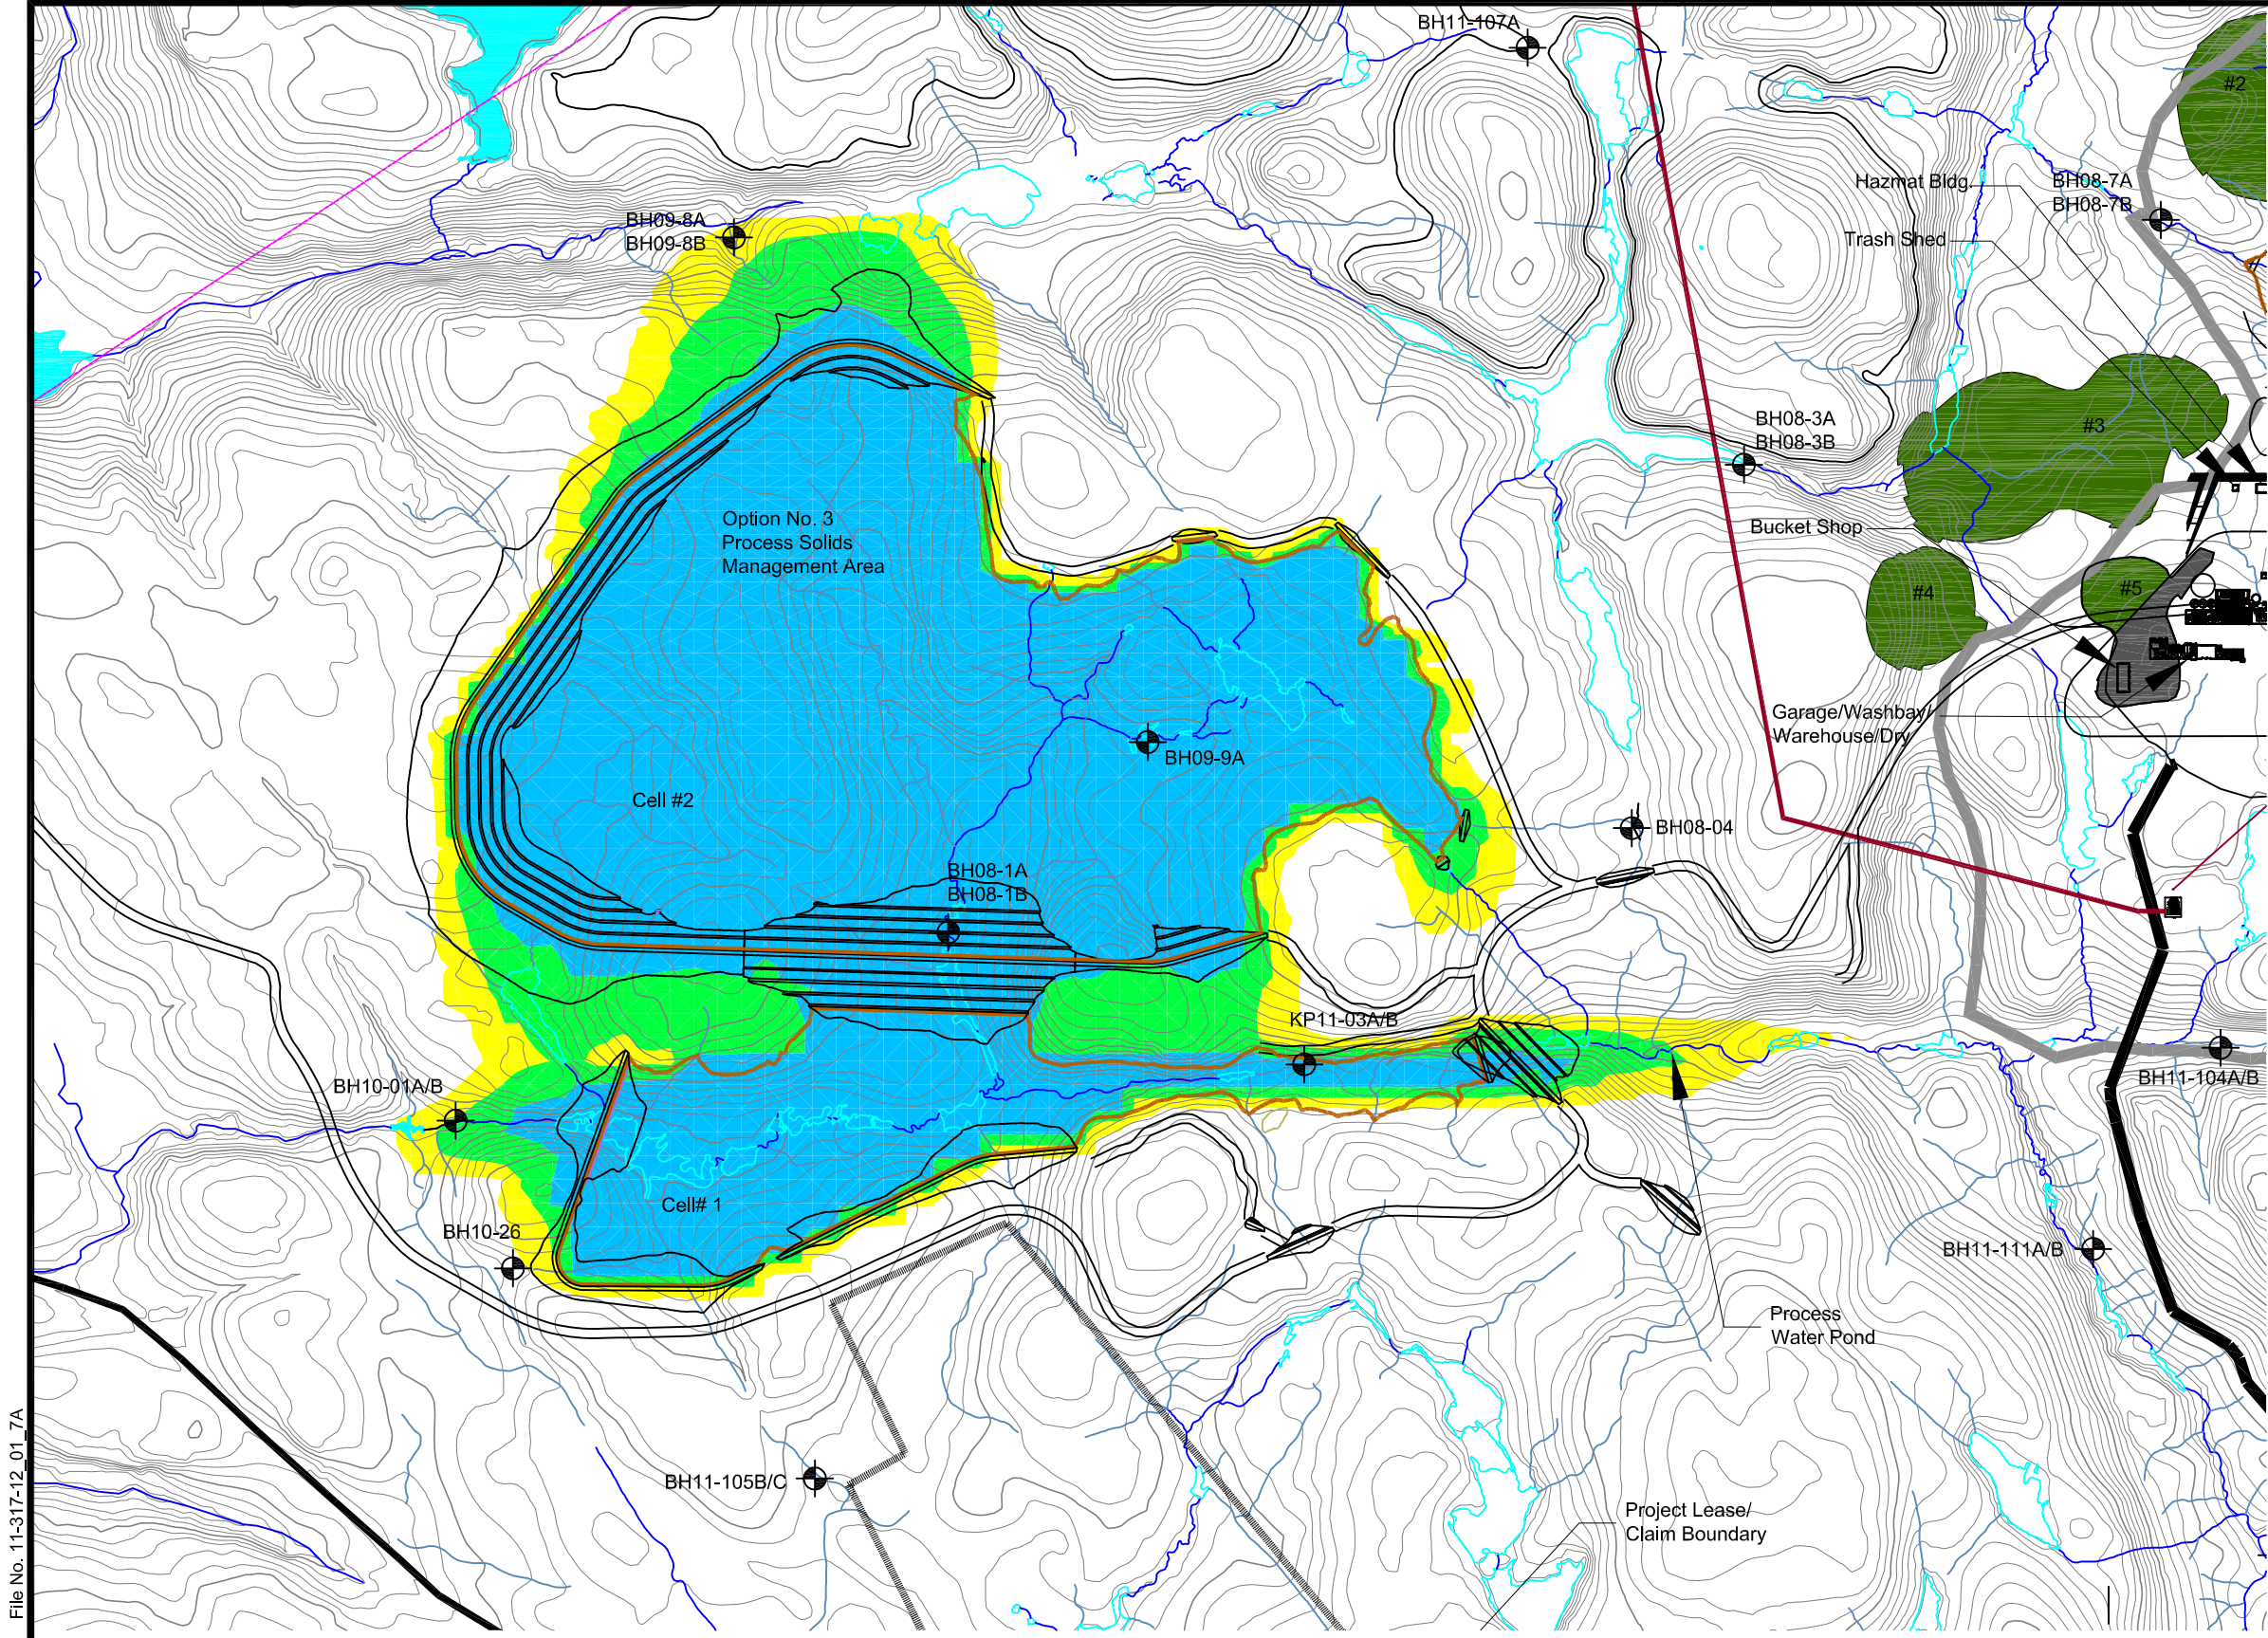 BH11-107A
#2
Hazmat Bldg.
BH08-7A
BH08-7B
BH09-8A
BH09-8B
Trash Shed
BH08-3A
BH08-3B
#3
Option No. 3
Process Solids
Management Area
Bucket Shop
#4
#5
Garage/Washbay/
Warehouse/Dry
BH09-9A
Cell #2
BH08-04
BH08-1A
BH08-1B
KP11-03A/B
BH10-01A/B
BH11-104A/B
Cell# 1
BH10-26
BH11-111A/B
Process
Water Pond
BH11-105B/C
Project Lease/
Claim Boundary
File No. 111-317-12_01_7A